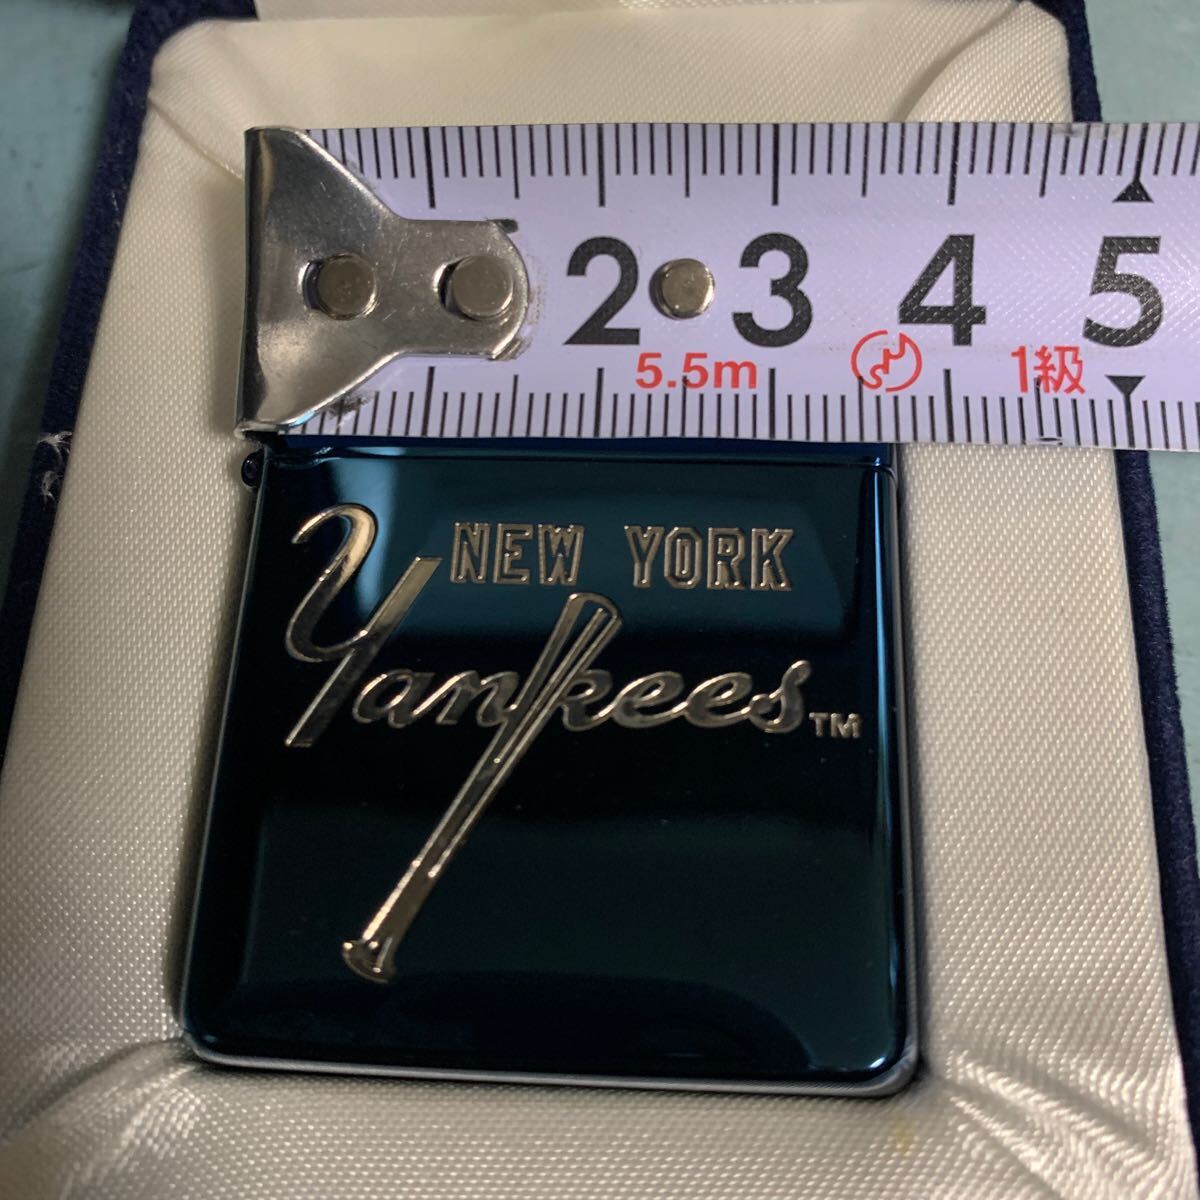 2 3 4 5
5.5m 1級
NEW YORK
Yankees TM